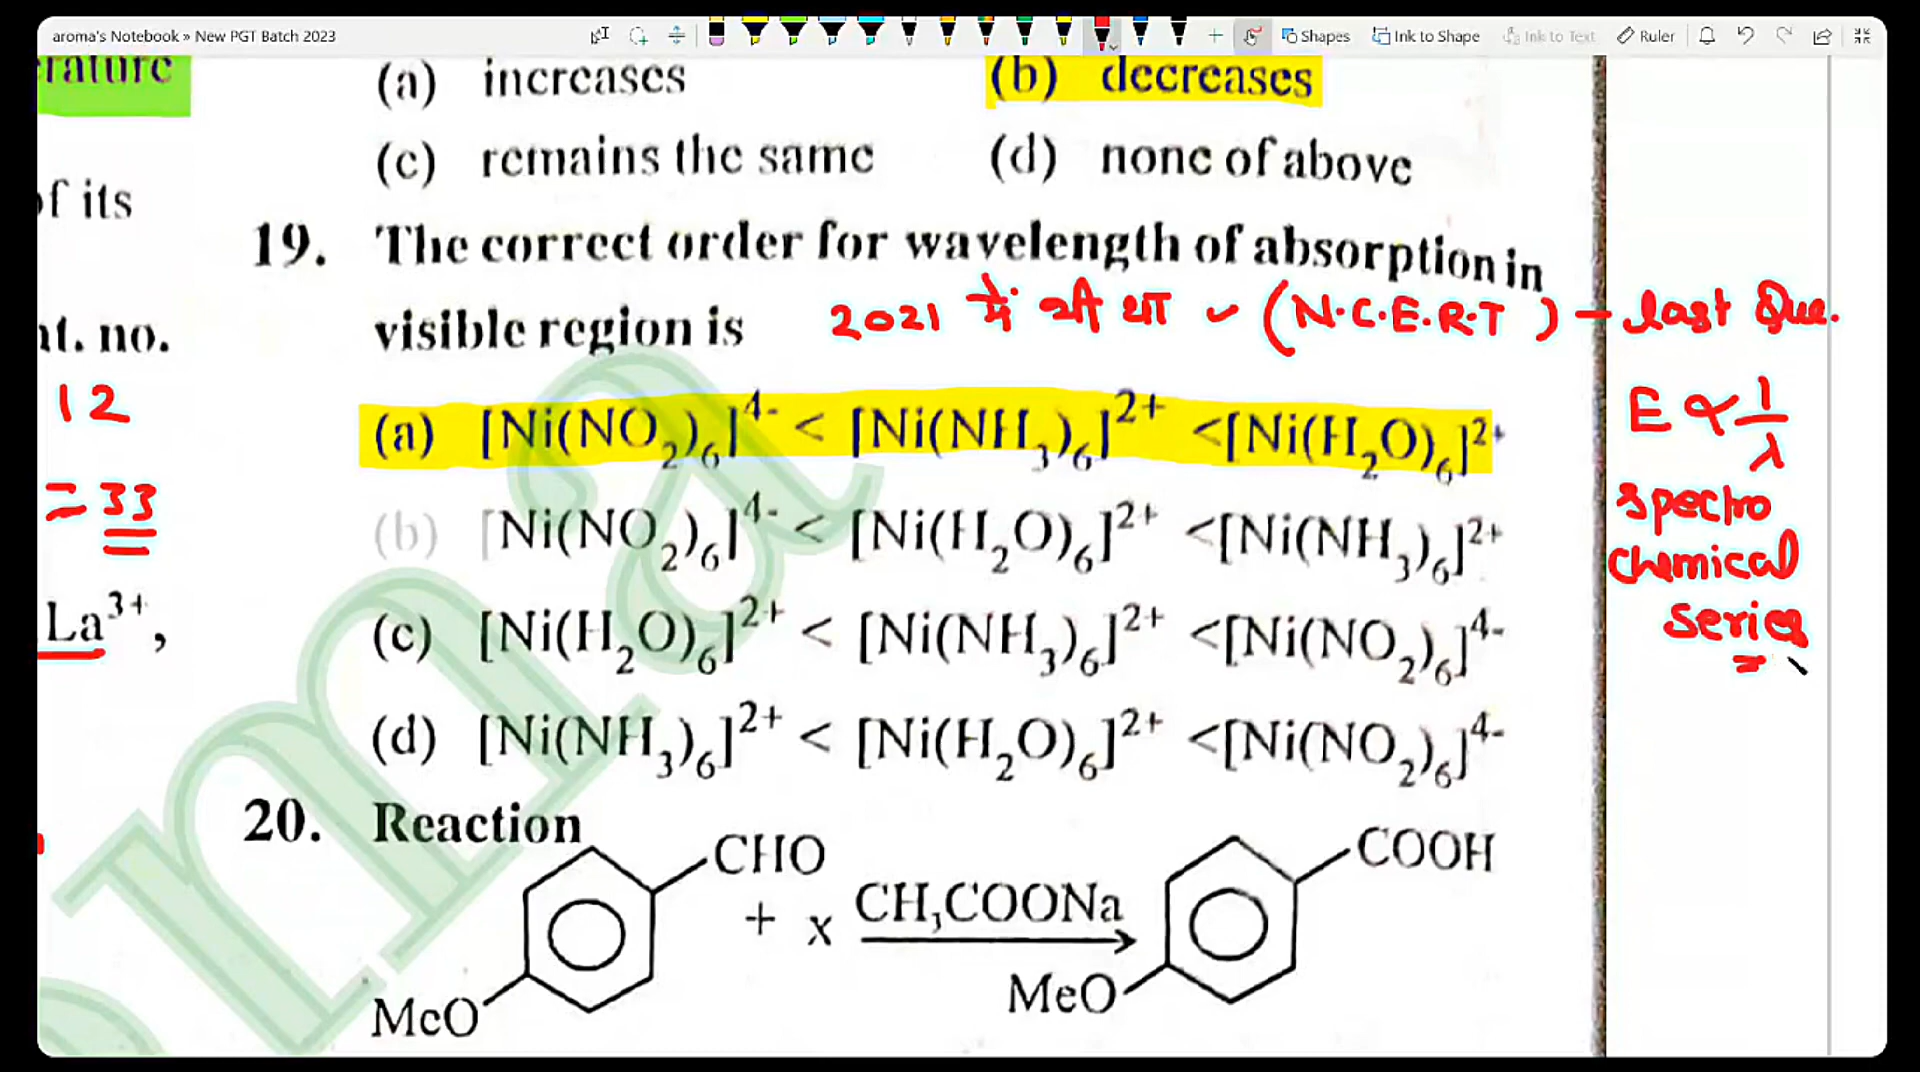 aroma's Notebook » New PGT Batch 2023
Shapes Ink to Shape Ink to Text Ruler
erature
(a) increases (b) decreases
(c) remains the same (d) none of above
of its
19. The correct order for wavelength of absorption in
visible region is
2021 में भी था (N.C.E.R.T) - last Que.
at. no.
12
= 33
La³⁺,
(a) [Ni(NO₂)₆]⁴⁻ < [Ni(NH₃)₆]²⁺ <[Ni(H₂O)₆]²⁺
(b) [Ni(NO₂)₆]⁴⁻ < [Ni(H₂O)₆]²⁺ <[Ni(NH₃)₆]²⁺
(c) [Ni(H₂O)₆]²⁺ < [Ni(NH₃)₆]²⁺ <[Ni(NO₂)₆]⁴⁻
(d) [Ni(NH₃)₆]²⁺ < [Ni(H₂O)₆]²⁺ <[Ni(NO₂)₆]⁴⁻
E ∝ 1/λ
spectro
chemical
series
20. Reaction
CHO
+ x CH₃COONa
COOH
MeO
MeO